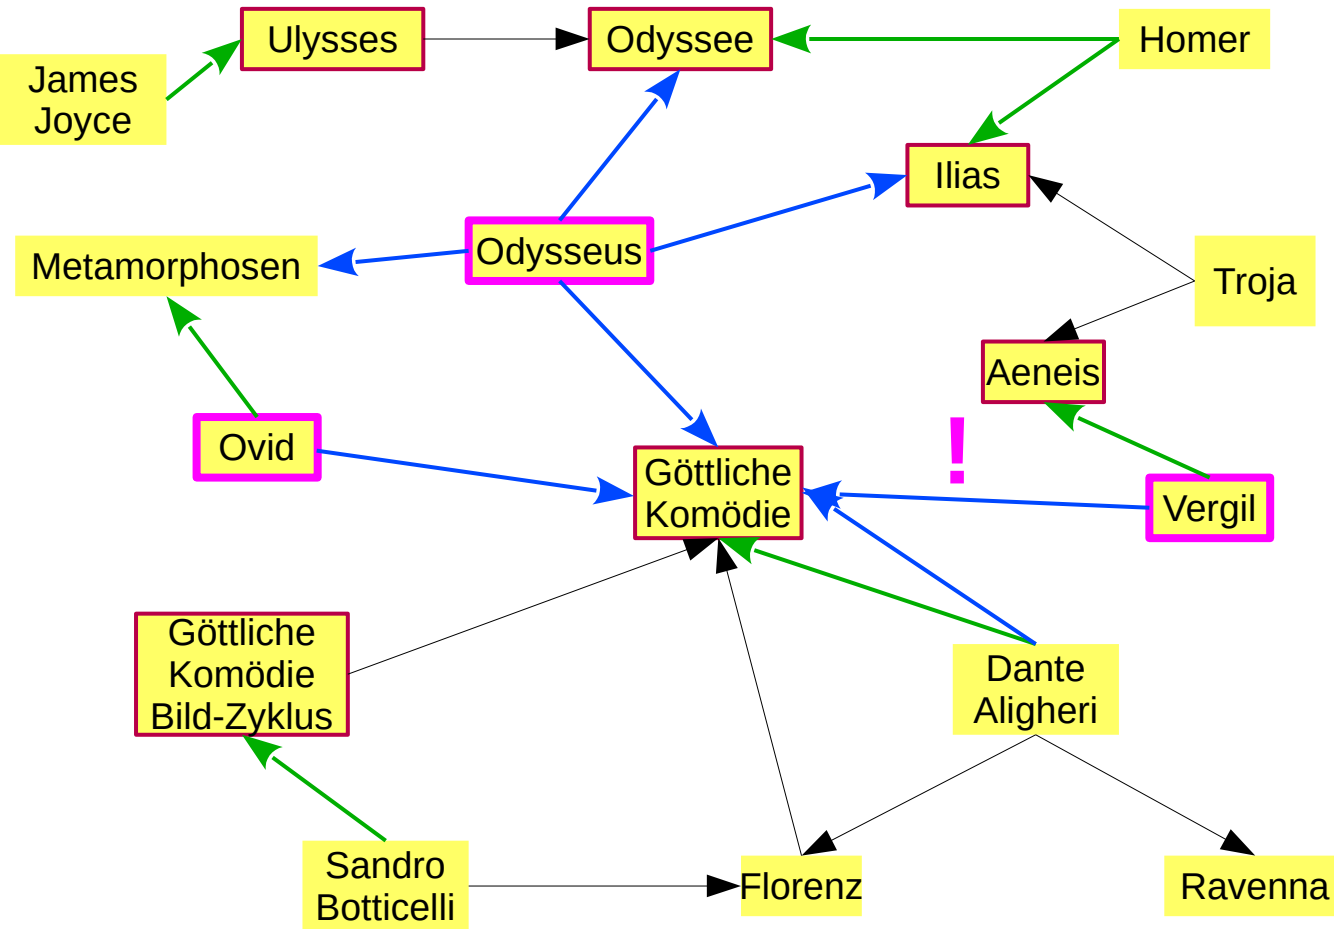 Ulysses
Odyssee
Homer
James
Joyce
Ilias
Odysseus
Metamorphosen
Troja
Aeneis
!
Ovid
Göttliche
Komödie
Vergil
Göttliche
Komödie
Bild-Zyklus
Dante
Aligheri
Sandro
Botticelli
Florenz
Ravenna